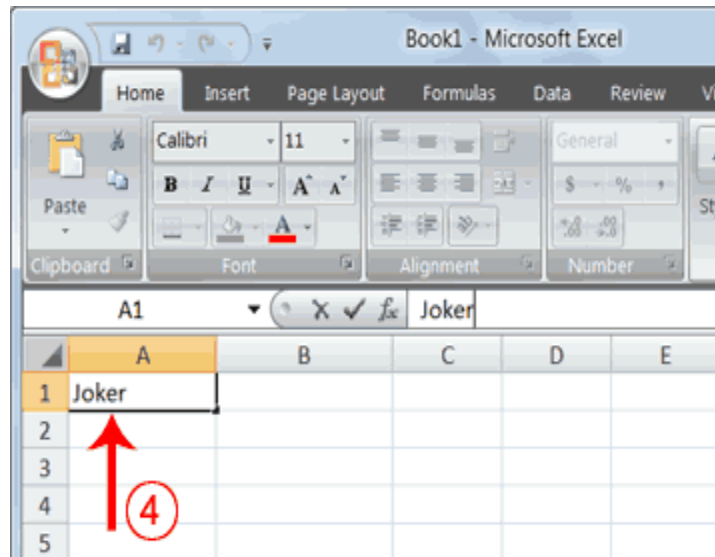 Book1 - Microsoft Excel
Home Insert Page Layout Formulas Data Review
Calibri 11 General
B I U A A $ % ,
Paste
A
Clipboard Font Alignment Number
A1 fx Joker
A B C D E
1 Joker
2
3
4
4
5